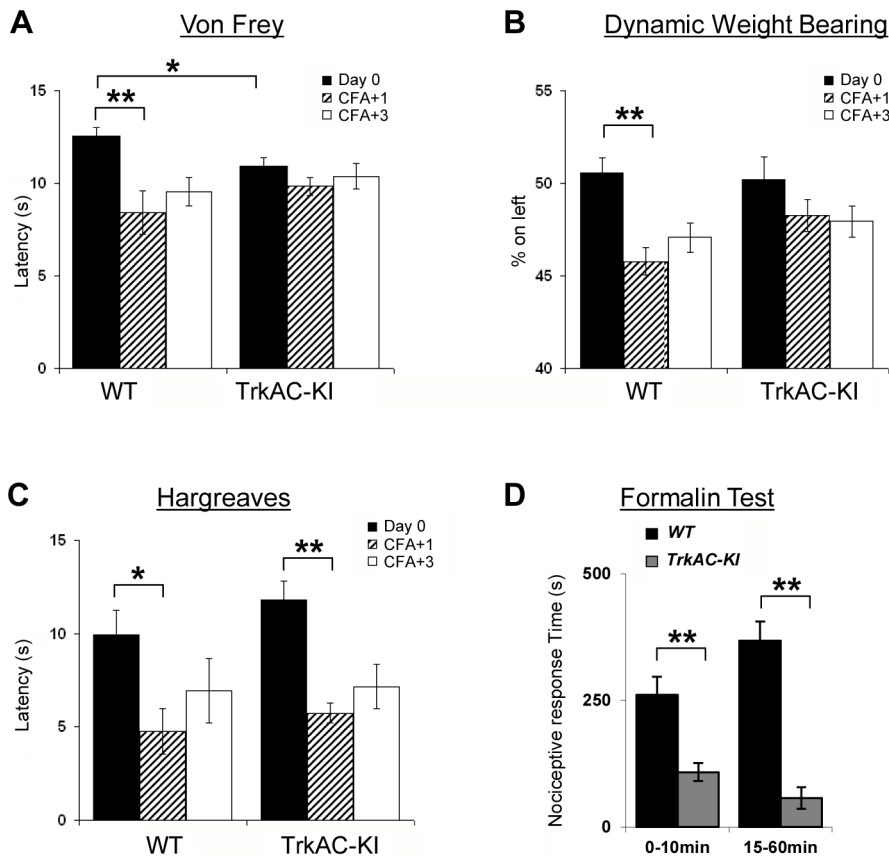 A Von Frey
*
**
Day 0
CFA+1
CFA+3
15
10
5
0
Latency (s)
WT TrkAC-KI
B Dynamic Weight Bearing
**
Day 0
CFA+1
CFA+3
55
50
45
40
% on left
WT TrkAC-KI
C Hargreaves
*
**
Day 0
CFA+1
CFA+3
15
10
5
0
Latency (s)
WT TrkAC-KI
D Formalin Test
WT
TrkAC-KI
**
**
500
250
0
Nociceptive response Time (s)
0-10min 15-60min